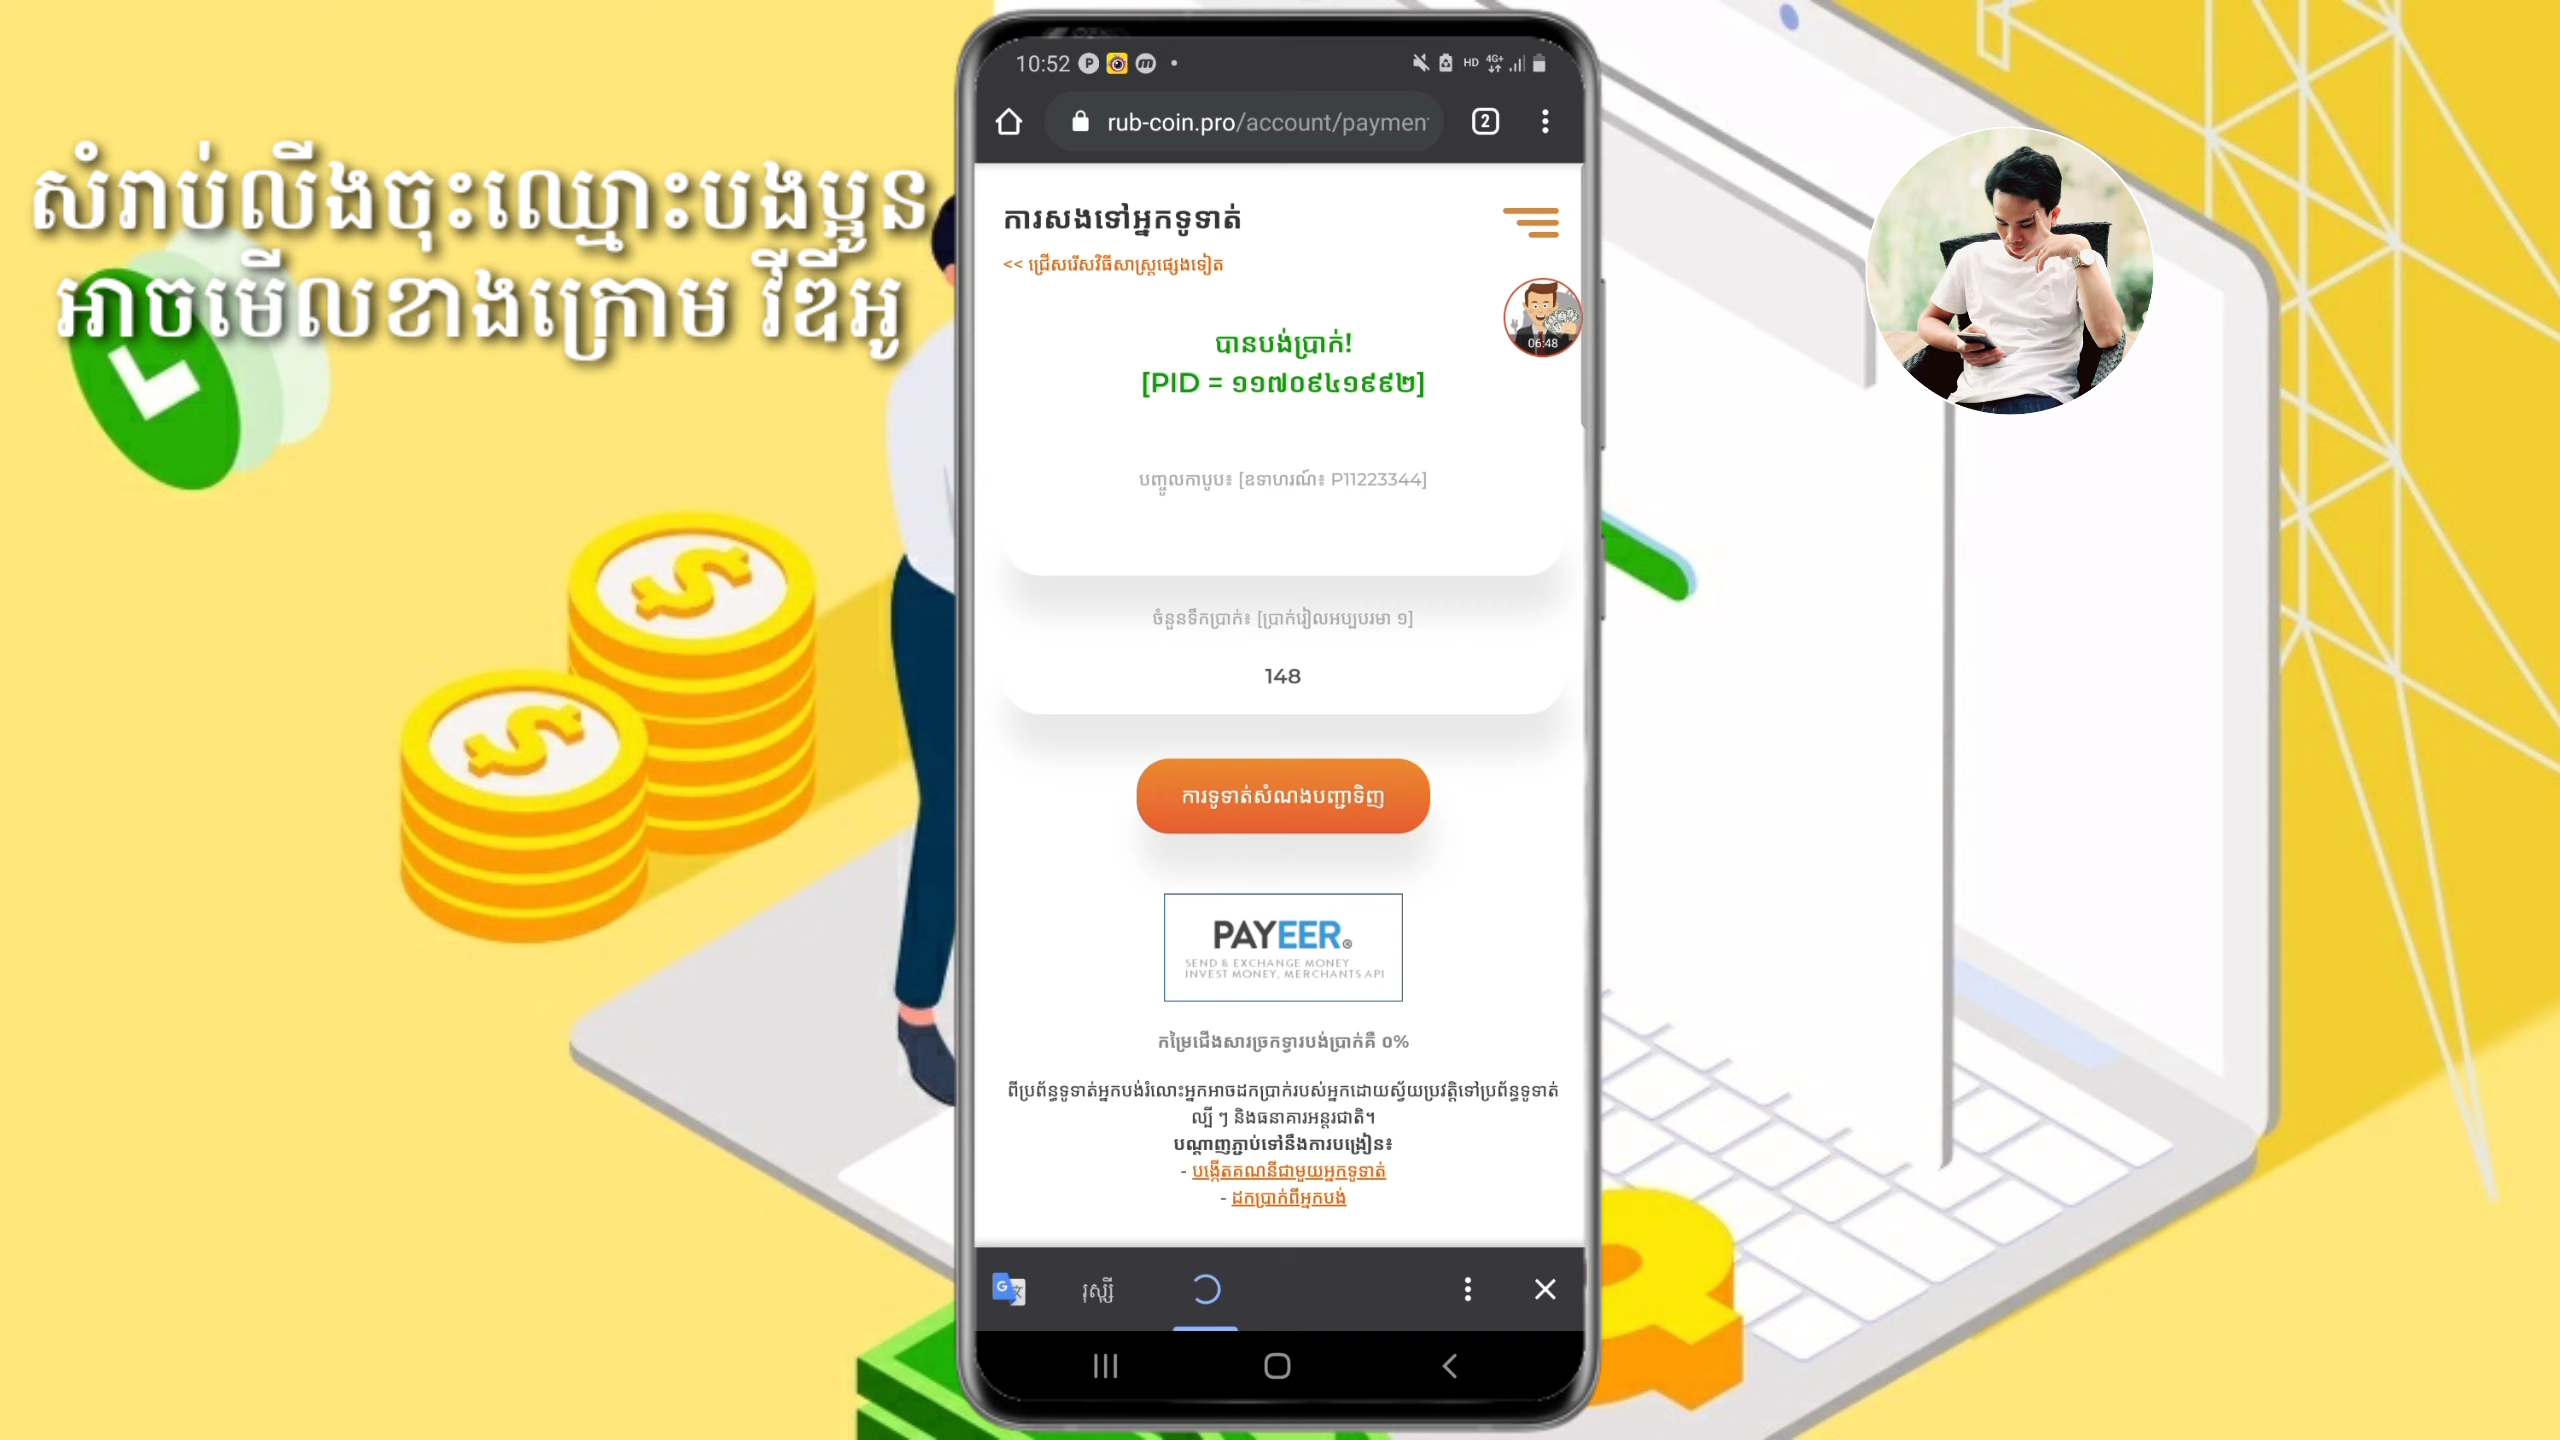 សំរាប់លីងចុះឈ្មោះបងប្អូន
អាចមើលខាងក្រោម វីឌីអូ
10:52
HD 4G+
rub-coin.pro/account/paymen
2
ការសងទៅអ្នកទូទាត់
<< ជ្រើសរើសវិធីសាស្រ្តផ្សេងទៀត
06:48
បានបង់ប្រាក់!
[PID = ១១៧០៩៤១៩៩២]
បញ្ចូលកាបូប៖ [ឧទាហរណ៍៖ P11223344]
ចំនួនទឹកប្រាក់៖ [ប្រាក់រៀលអប្បបរមា ១]
148
ការទូទាត់សំណងបញ្ជាទិញ
PAYEER®
SEND & EXCHANGE MONEY
INVEST MONEY, MERCHANTS API
កម្រៃជើងសារច្រកទ្វារបង់ប្រាក់គឺ ០%
ពីប្រព័ន្ធទូទាត់អ្នកបង់រំលោះអ្នកអាចដកប្រាក់របស់អ្នកដោយស្វ័យប្រវត្តិទៅប្រព័ន្ធទូទាត់
ល្បី ៗ និងធនាគារអន្តរជាតិ។
បណ្តាញភ្ជាប់ទៅនឹងការបង្រៀន៖
- បង្កើតគណនីជាមួយអ្នកទូទាត់
- ដកប្រាក់ពីអ្នកបង់
រុស្ស៊ី